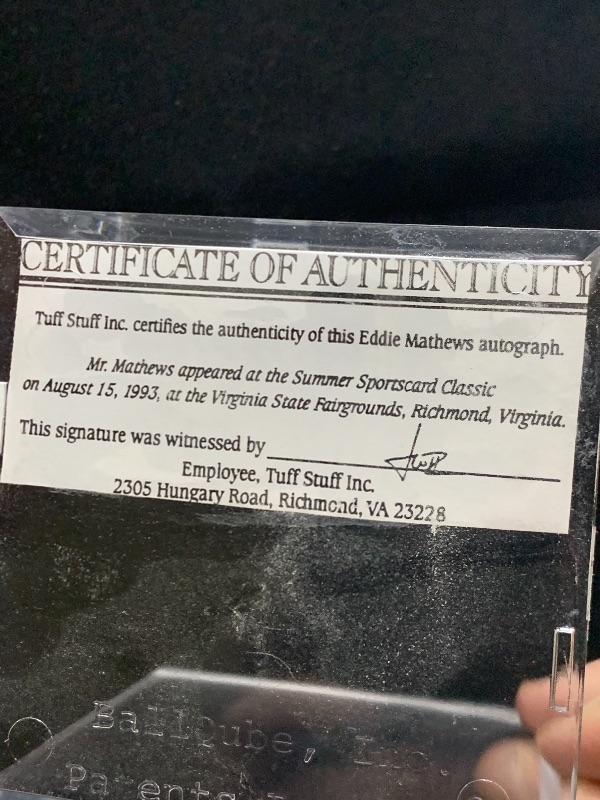 CERTIFICATE OF AUTHENTICITY
Tuff Stuff Inc. certifies the authenticity of this Eddie Mathews autograph.
Mr. Mathews appeared at the Summer Sportscard Classic
on August 15, 1993, at the Virginia State Fairgrounds, Richmond, Virginia.
This signature was witnessed by
Employee, Tuff Stuff Inc.
2305 Hungary Road, Richmond, VA 23228
BallQube, Inc.